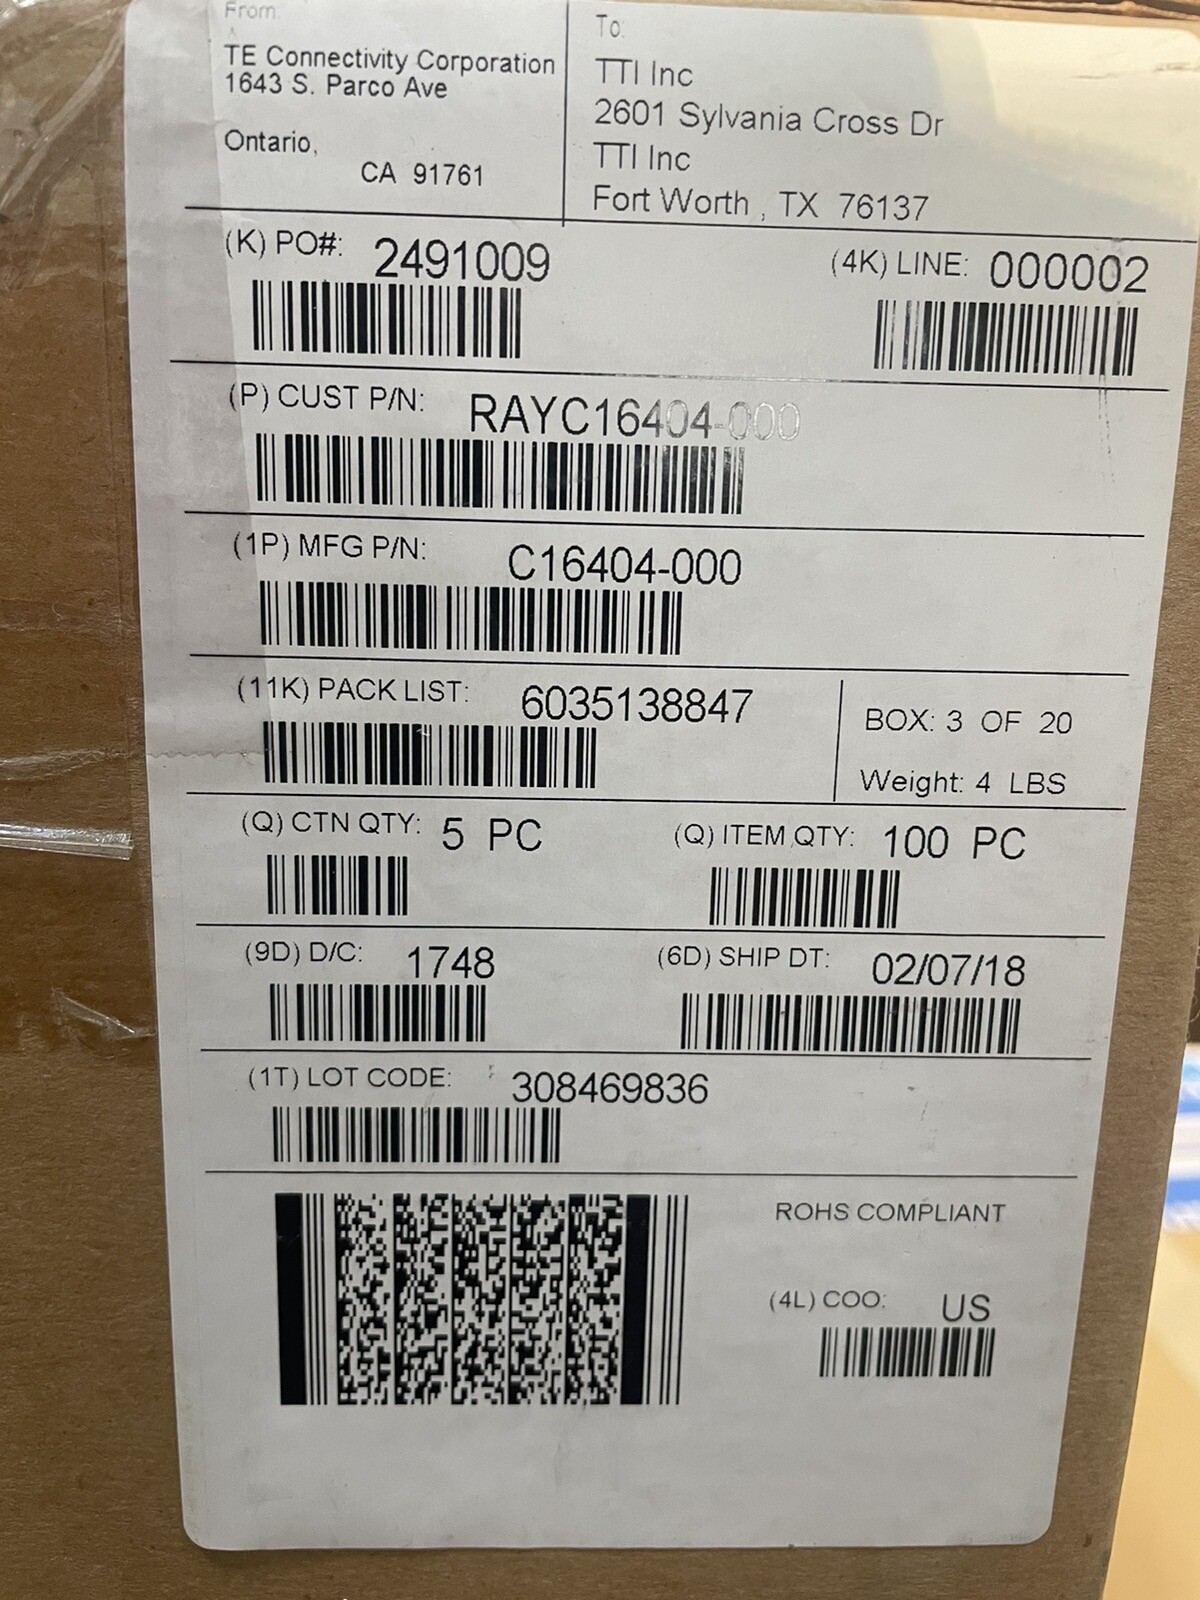 From:
TE Connectivity Corporation
1643 S. Parco Ave
Ontario,
CA 91761
To:
TTI Inc
2601 Sylvania Cross Dr
TTI Inc
Fort Worth , TX 76137
(K) PO#: 2491009
(4K) LINE: 000002
(P) CUST P/N: RAYC16404-000
(1P) MFG P/N: C16404-000
(11K) PACK LIST: 6035138847
BOX: 3 OF 20
Weight: 4 LBS
(Q) CTN QTY: 5 PC
(Q) ITEM QTY: 100 PC
(9D) D/C: 1748
(6D) SHIP DT: 02/07/18
(1T) LOT CODE: 308469836
ROHS COMPLIANT
(4L) COO: US